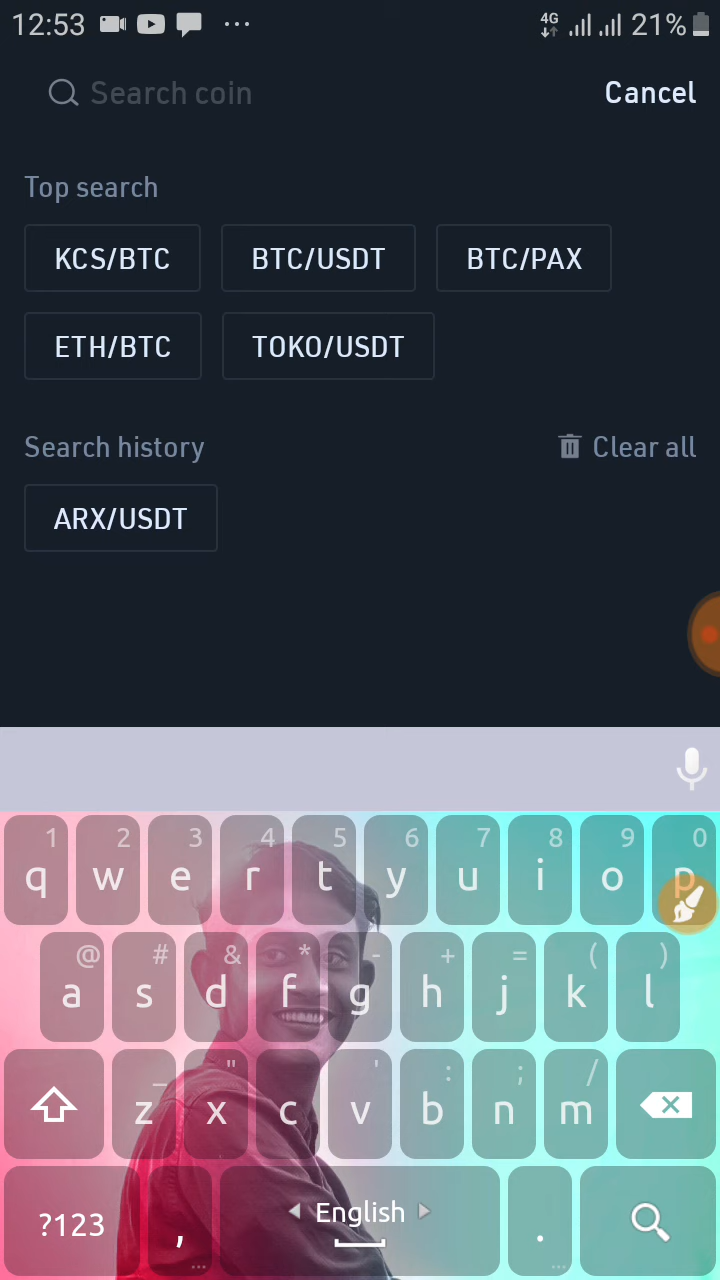 12:53 ... 4G 21%
Search coin Cancel
Top search
KCS/BTC BTC/USDT BTC/PAX
ETH/BTC TOKO/USDT
Search history Clear all
ARX/USDT
1 2 3 4 5 6 7 8 9 0
q w e r t y u i o p
@ # & * - + = ( )
a s d f g h j k l
_ " ' : ; /
z x c v b n m
?123 , English .
... ...